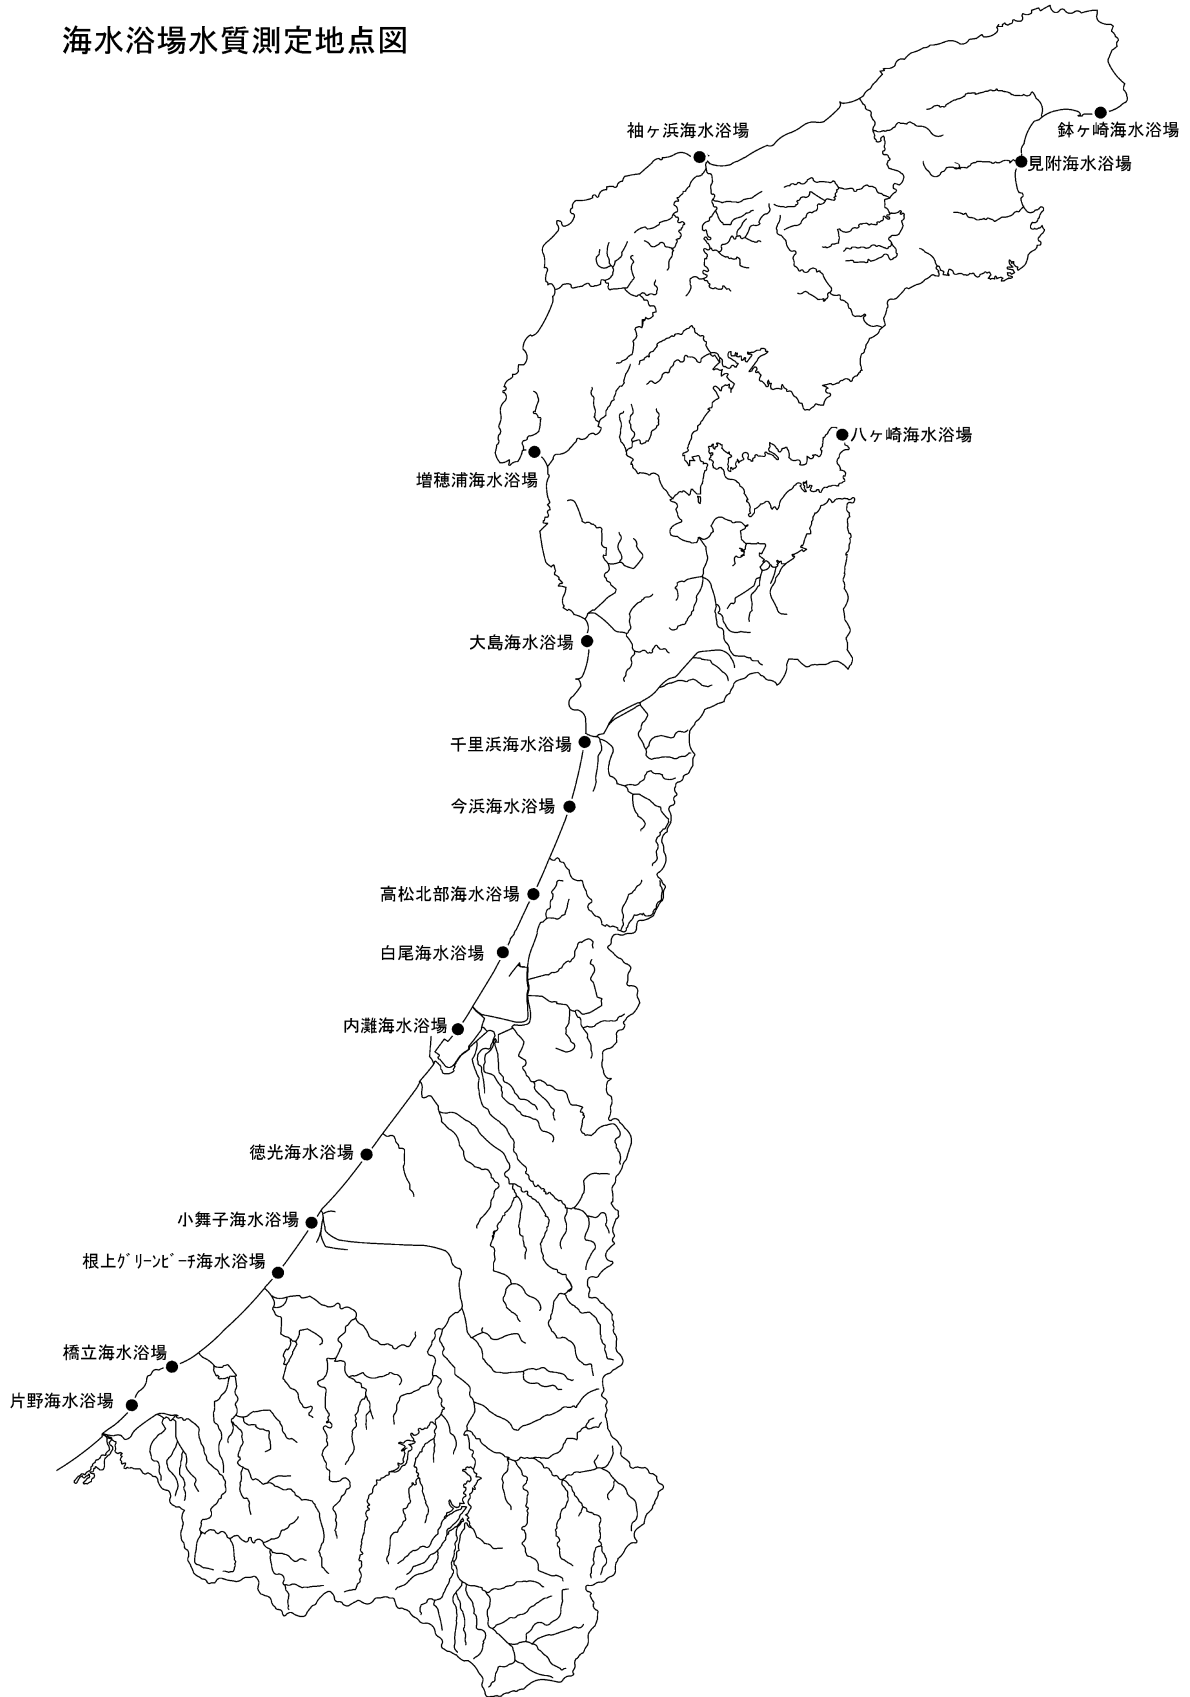 海水浴場水質測定地点図
袖ヶ浜海水浴場
鉢ヶ崎海水浴場
見附海水浴場
八ヶ崎海水浴場
増穂浦海水浴場
大島海水浴場
千里浜海水浴場
今浜海水浴場
高松北部海水浴場
白尾海水浴場
内灘海水浴場
徳光海水浴場
小舞子海水浴場
根上ｸﾞﾘｰﾝﾋﾞｰﾁ海水浴場
橋立海水浴場
片野海水浴場